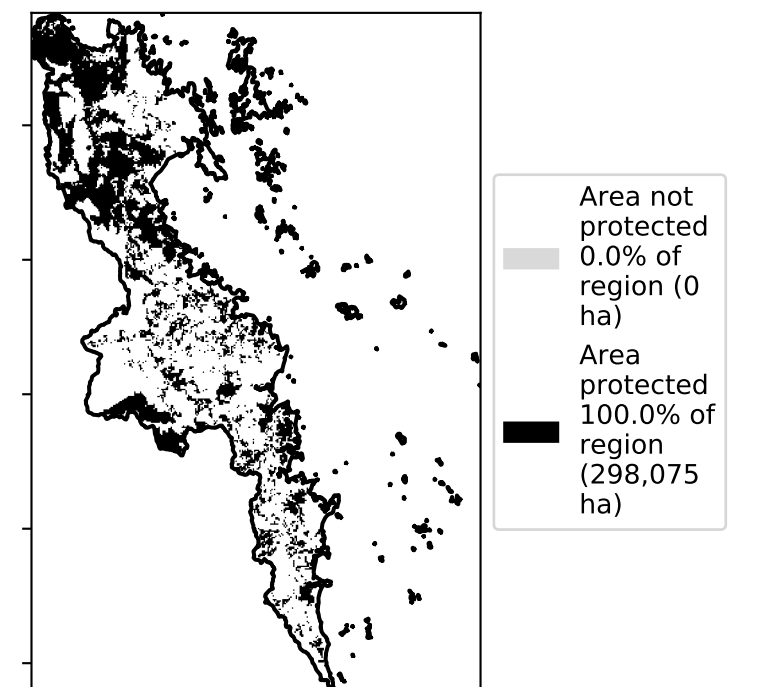 Area not
protected
0.0% of
region (0
ha)
Area
protected
100.0% of
region
(298,075
ha)